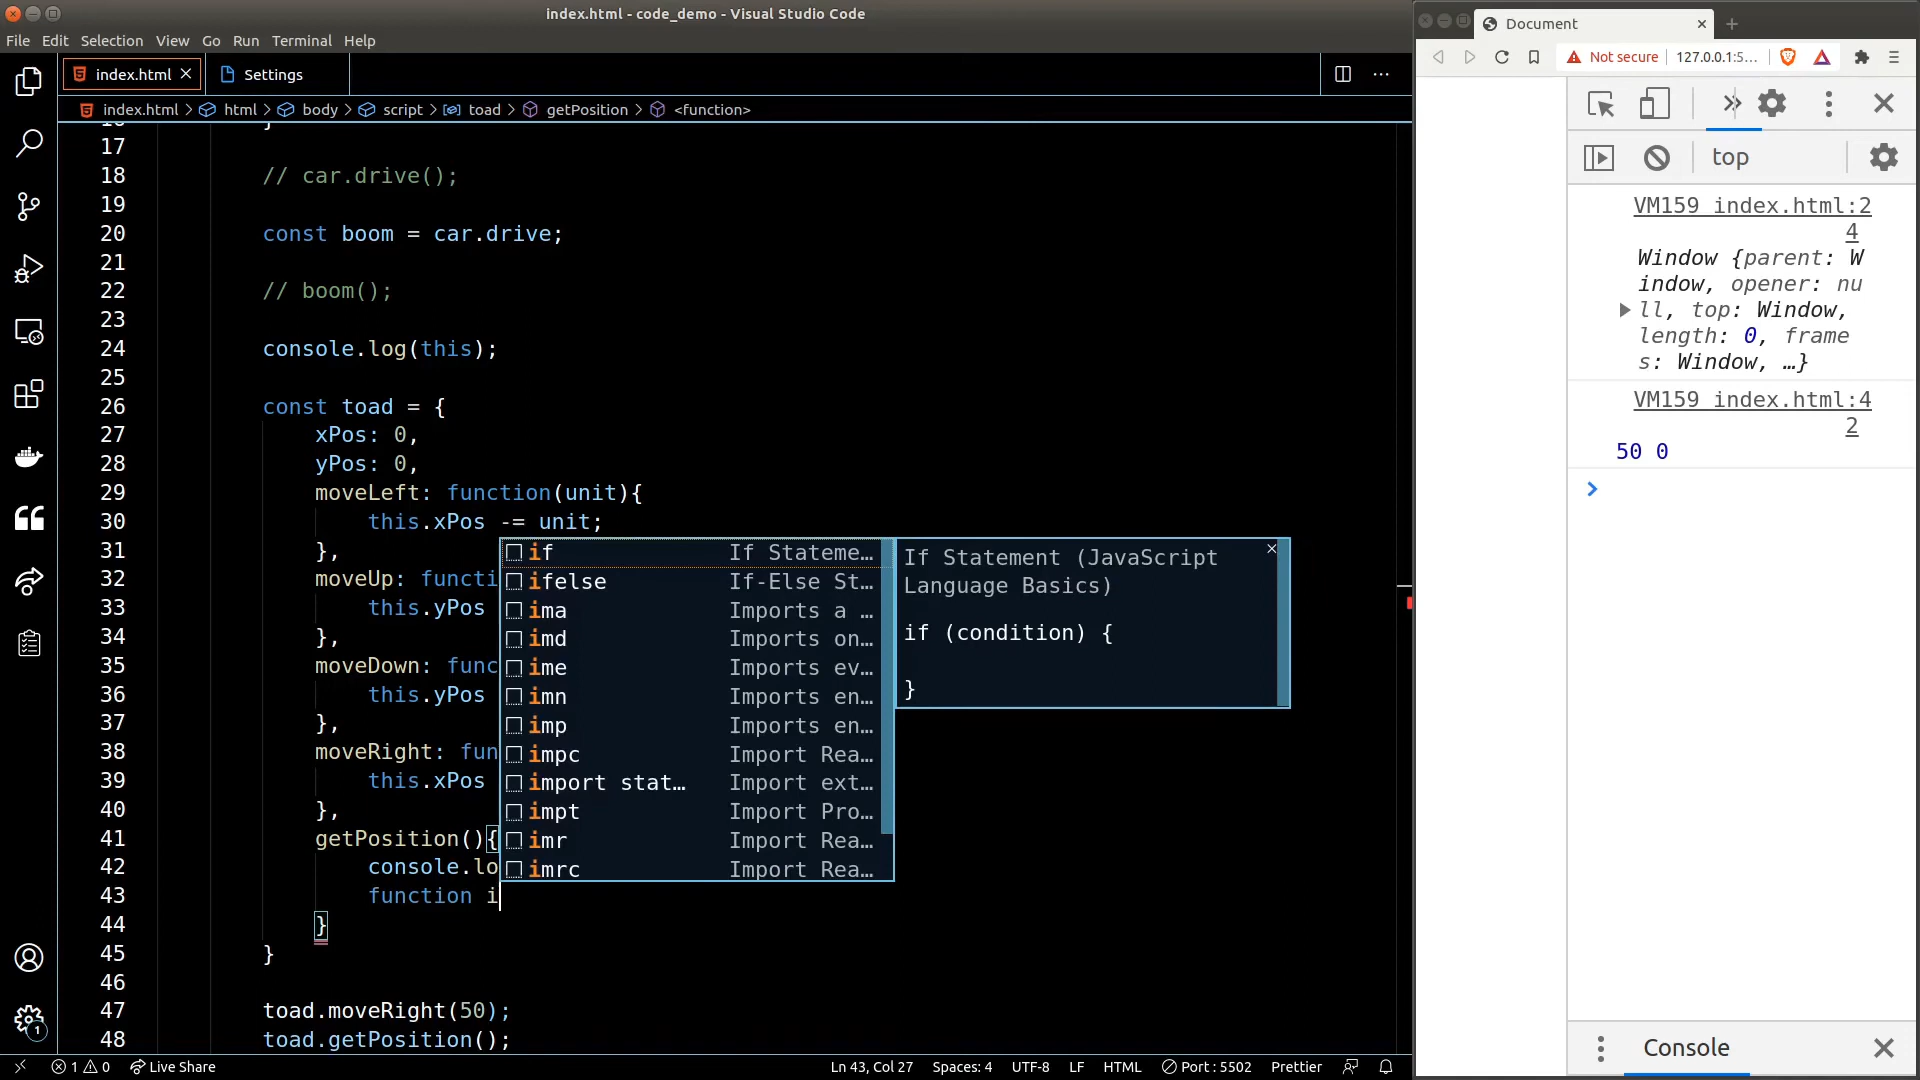 index.html - code_demo - Visual Studio Code
File Edit Selection View Go Run Terminal Help
index.html Settings
index.html > html > body > script > toad > getPosition > <function>
17
18 // car.drive();
19
20 const boom = car.drive;
21
22 // boom();
23
24 console.log(this);
25
26 const toad = {
27 xPos: 0,
28 yPos: 0,
29 moveLeft: function(unit){
30 this.xPos -= unit;
31 },
32 moveUp: functi
33 this.yPos
34 },
35 moveDown: func
36 this.yPos
37 },
38 moveRight: fun
39 this.xPos
40 },
41 getPosition(){
42 console.lo
43 function i
44 }
45 }
46
47 toad.moveRight(50);
48 toad.getPosition();
if If Stateme…
ifelse If-Else St…
ima Imports a …
imd Imports on…
ime Imports ev…
imn Imports en…
imp Imports en…
impc Import Rea…
import stat… Import ext…
impt Import Pro…
imr Import Rea…
imrc Import Rea…
If Statement (JavaScript
Language Basics)
if (condition) {
}
1
1 0 Live Share Ln 43, Col 27 Spaces: 4 UTF-8 LF HTML Port : 5502 Prettier
Document
Not secure 127.0.0.1:5…
top
VM159 index.html:2
4
Window {parent: W
indow, opener: nu
ll, top: Window,
length: 0, frame
s: Window, …}
VM159 index.html:4
2
50 0
Console